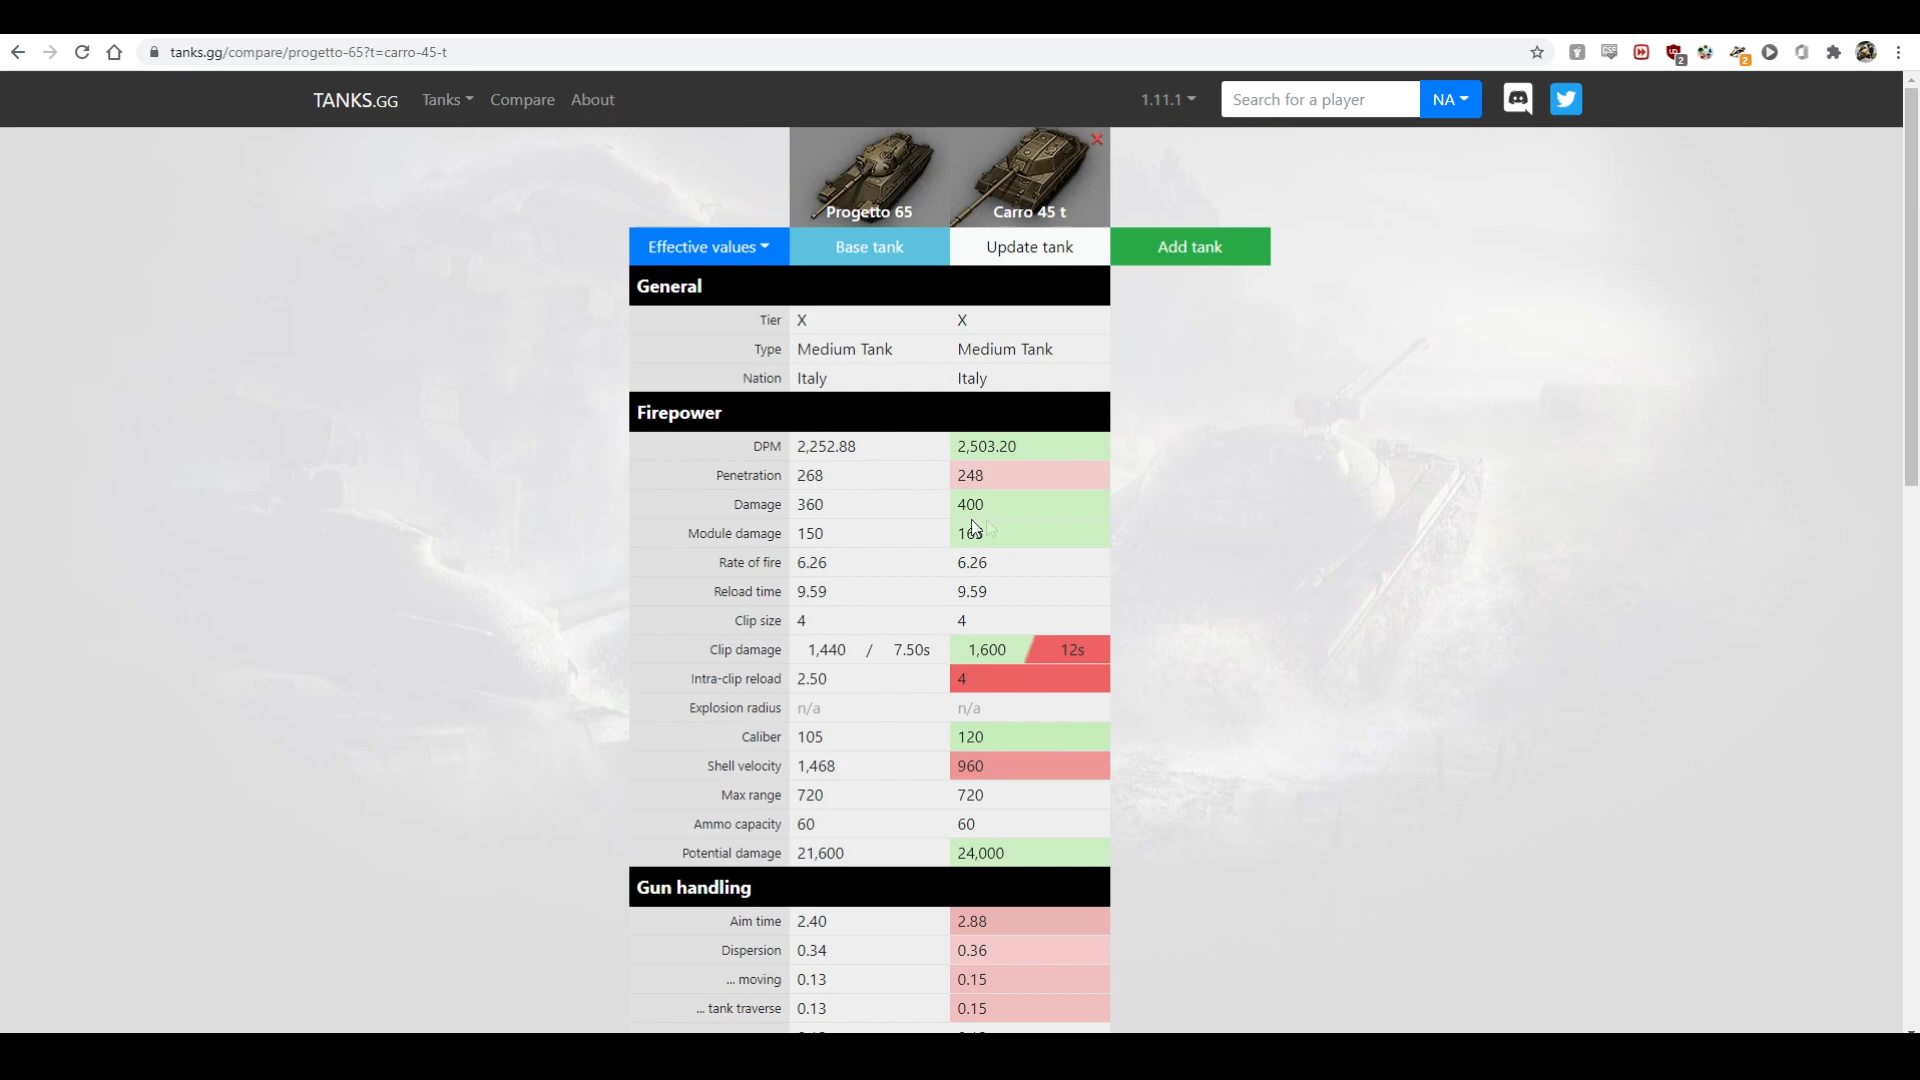 tanks.gg/compare/progetto-65?t=carro-45-t
2
2
TANKS.GG Tanks Compare About 1.11.1 Search for a player NA
Progetto 65 Carro 45 t
Effective values Base tank Update tank Add tank
General
Tier X X
Type Medium Tank Medium Tank
Nation Italy Italy
Firepower
DPM 2,252.88 2,503.20
Penetration 268 248
Damage 360 400
Module damage 150
Rate of fire 6.26 6.26
Reload time 9.59 9.59
Clip size 4 4
Clip damage 1,440 / 7.50s 1,600 12s
Intra-clip reload 2.50 4
Explosion radius n/a n/a
Caliber 105 120
Shell velocity 1,468 960
Max range 720 720
Ammo capacity 60 60
Potential damage 21,600 24,000
Gun handling
Aim time 2.40 2.88
Dispersion 0.34 0.36
... moving 0.13 0.15
... tank traverse 0.13 0.15